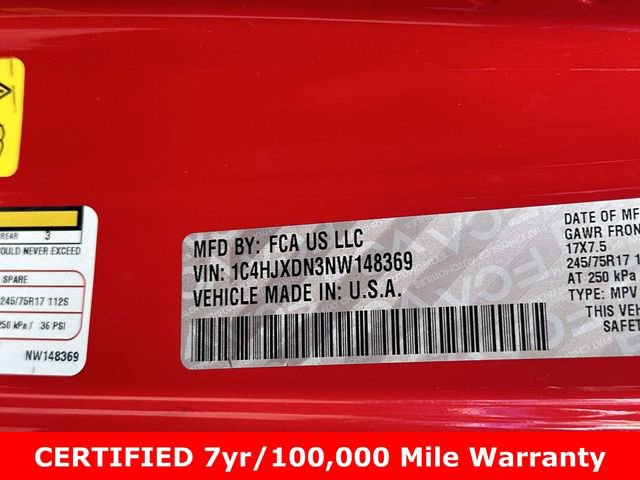 REAR 3
OULD NEVER EXCEED
245/75R17 112S
250 kPa / 36 PSI
NW148369
MFD BY: FCA US LLC
VIN: 1C4HJXDN3NW148369
VEHICLE MADE IN: U.S.A.
DATE OF MF
GAWR FRON
17X7.5
245/75R17 1
AT 250 kPa
TYPE: MPV
THIS VEH
SAFET
CERTIFIED 7yr/100,000 Mile Warranty